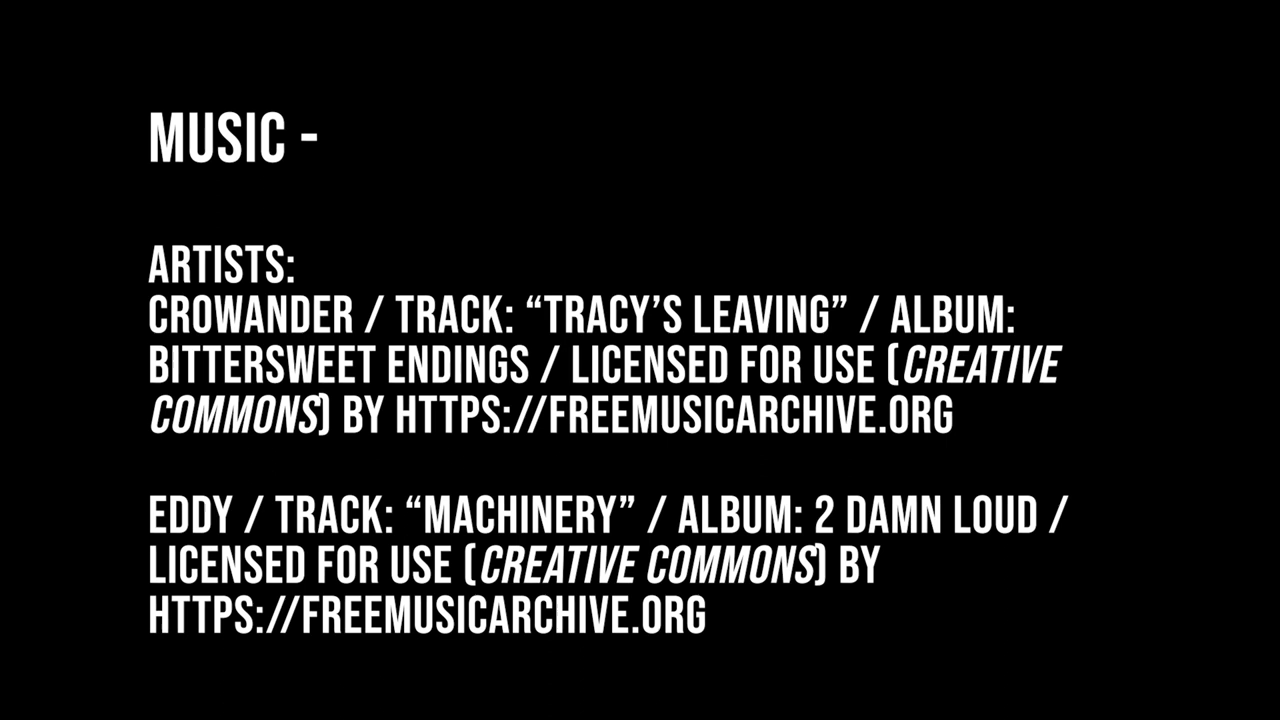 MUSIC -
ARTISTS:
CROWANDER / TRACK: “TRACY’S LEAVING” / ALBUM:
BITTERSWEET ENDINGS / LICENSED FOR USE (CREATIVE
COMMONS) BY HTTPS://FREEMUSICARCHIVE.ORG
EDDY / TRACK: “MACHINERY” / ALBUM: 2 DAMN LOUD /
LICENSED FOR USE (CREATIVE COMMONS) BY
HTTPS://FREEMUSICARCHIVE.ORG